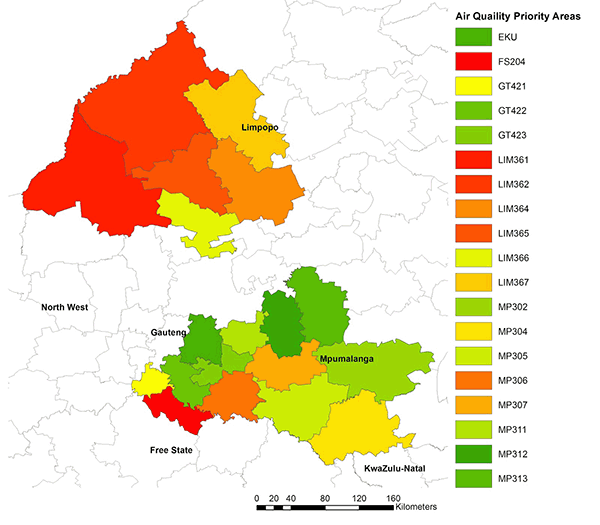 Air Quaility Priority Areas
EKU
FS204
GT421
GT422
GT423
LIM361
LIM362
LIM364
LIM365
LIM366
LIM367
MP302
MP304
MP305
MP306
MP307
MP311
MP312
MP313
Limpopo
North West
Gauteng
Mpumalanga
Free State
KwaZulu-Natal
0 20 40 80 120 160
Kilometers